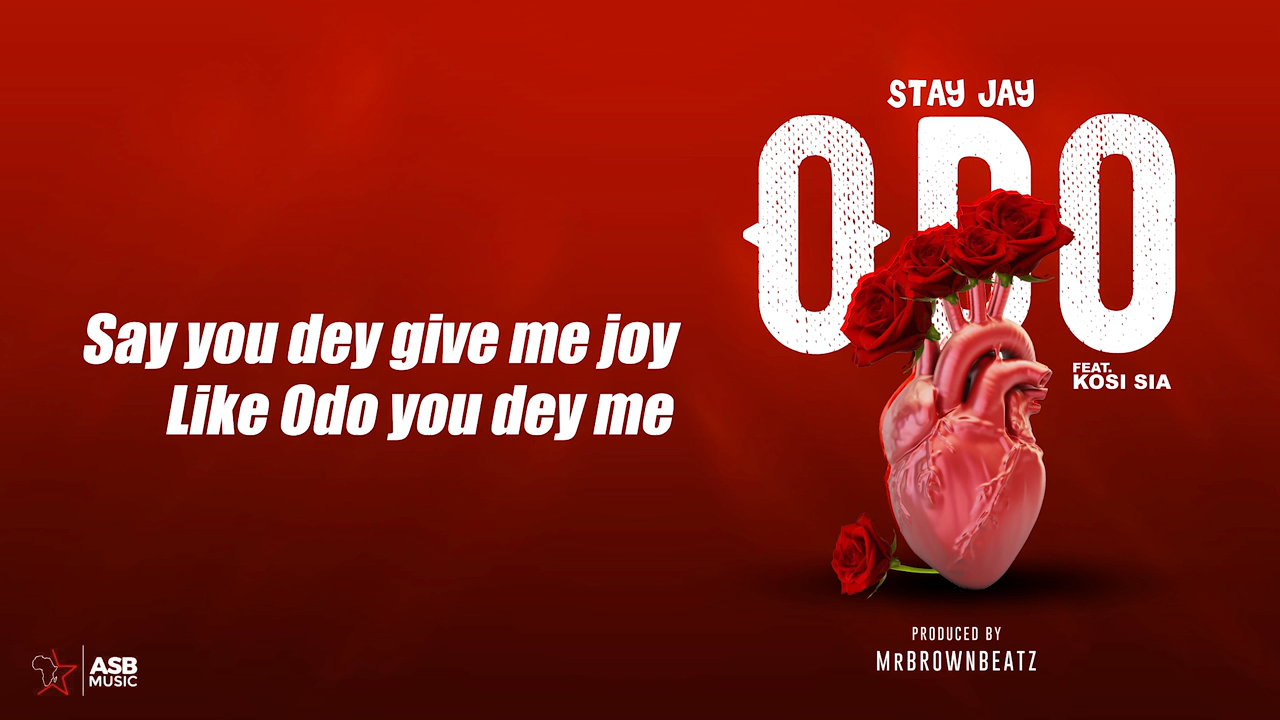 STAY JAY
ODO
FEAT.
KOSI SIA
Say you dey give me joy
Like Odo you dey me
PRODUCED BY
MRBROWNBEATZ
ASB
MUSIC